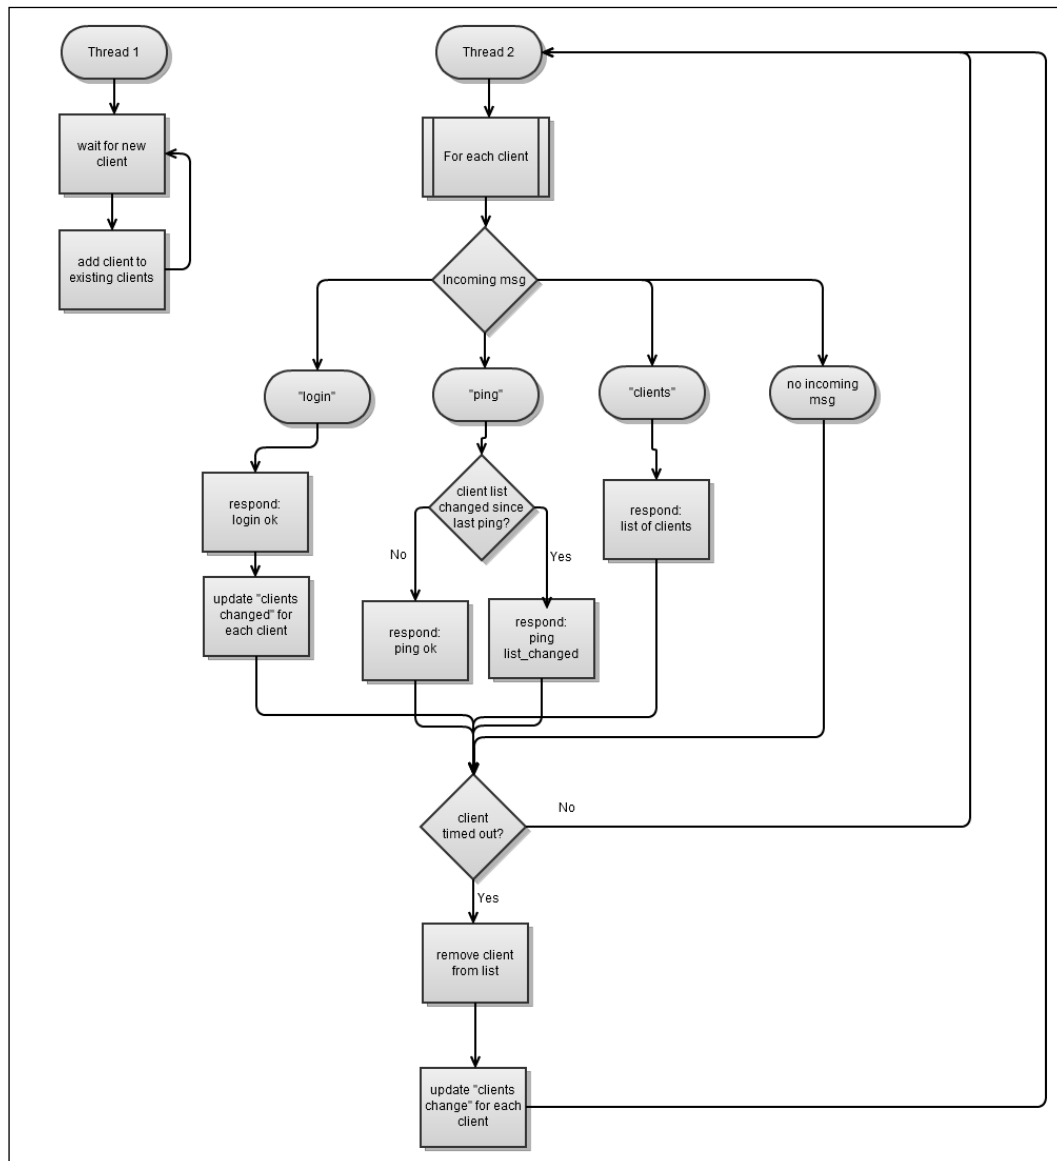 Thread 1
Thread 2
wait for new
client
For each client
add client to
existing clients
Incoming msg
"login"
"ping"
"clients"
no incoming
msg
respond:
login ok
client list
changed since
last ping?
respond:
list of clients
No
Yes
update "clients
changed" for
each client
respond:
ping ok
respond:
ping
list_changed
client
timed out?
No
Yes
remove client
from list
update "clients
change" for each
client